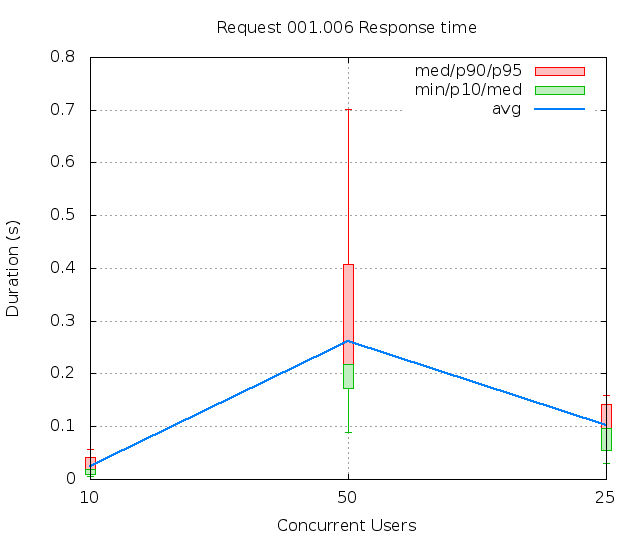 Request 001.006 Response time
med/p90/p95
min/p10/med
avg
0.8
0.7
0.6
0.5
0.4
0.3
0.2
0.1
0
Duration (s)
10 50 25
Concurrent Users